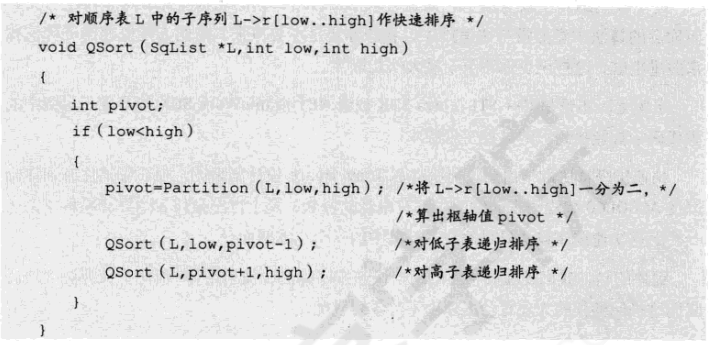 /* 对顺序表 L 中的子序列 L->r[low..high]作快速排序 */
void QSort(SqList *L,int low,int high)
{
int pivot;
if(low<high)
{
pivot=Partition(L,low,high); /*将 L->r[low..high]一分为二, */
/*算出枢轴值 pivot */
QSort(L,low,pivot-1); /*对低子表递归排序 */
QSort(L,pivot+1,high); /*对高子表递归排序 */
}
}